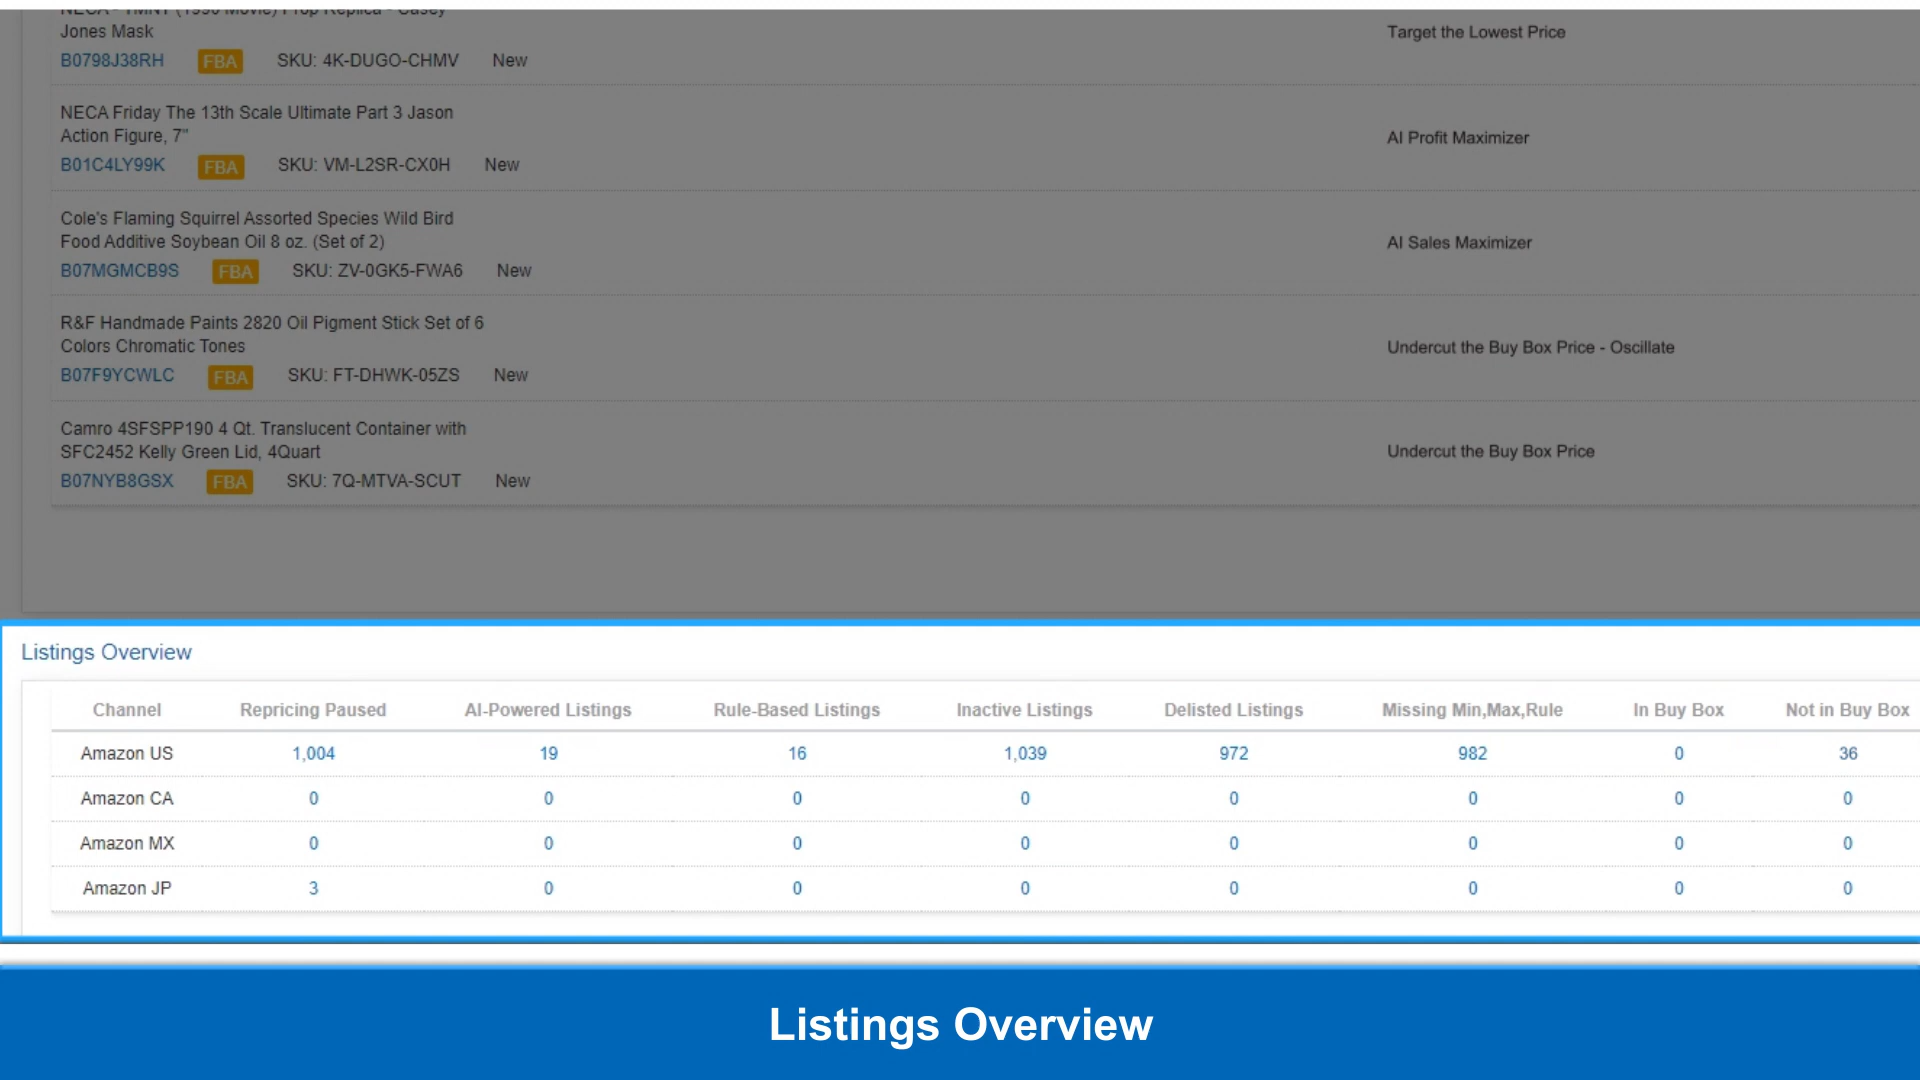 NECA - TMNT (1990 Movie) Prop Replica - Casey
Jones Mask
Target the Lowest Price
B0798J38RH FBA SKU: 4K-DUGO-CHMV New
NECA Friday The 13th Scale Ultimate Part 3 Jason
Action Figure, 7"
AI Profit Maximizer
B01C4LY99K FBA SKU: VM-L2SR-CX0H New
Cole's Flaming Squirrel Assorted Species Wild Bird
Food Additive Soybean Oil 8 oz. (Set of 2)
AI Sales Maximizer
B07MGMCB9S FBA SKU: ZV-0GK5-FWA6 New
R&F Handmade Paints 2820 Oil Pigment Stick Set of 6
Colors Chromatic Tones
Undercut the Buy Box Price - Oscillate
B07F9YCWLC FBA SKU: FT-DHWK-05ZS New
Camro 4SFSPP190 4 Qt. Translucent Container with
SFC2452 Kelly Green Lid, 4Quart
Undercut the Buy Box Price
B07NYB8GSX FBA SKU: 7Q-MTVA-SCUT New
Listings Overview
Channel Repricing Paused AI-Powered Listings Rule-Based Listings Inactive Listings Delisted Listings Missing Min,Max,Rule In Buy Box Not in Buy Box
Amazon US 1,004 19 16 1,039 972 982 0 36
Amazon CA 0 0 0 0 0 0 0 0
Amazon MX 0 0 0 0 0 0 0 0
Amazon JP 3 0 0 0 0 0 0 0
Listings Overview